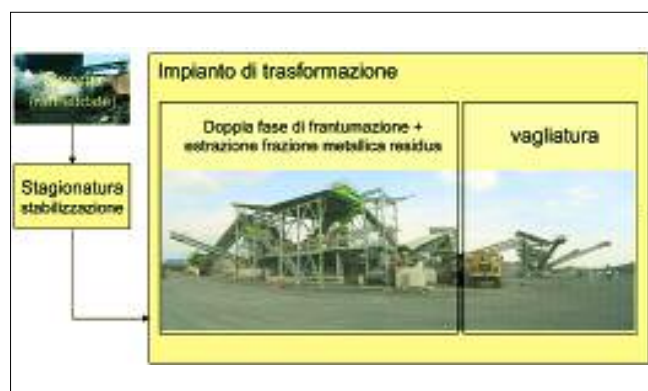 Impianto di trasformazione
Doppia fase di frantumazione +
estrazione frazione metallica residua
vagliatura
Stagionatura
stabilizzazione